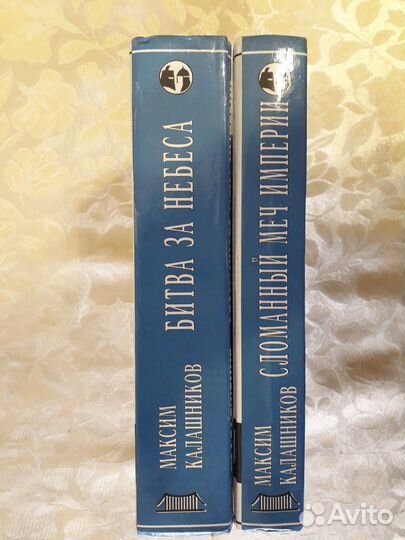 МАКСИМ
КАЛАШНИКОВ
БИТВА ЗА НЕБЕСА
МАКСИМ
КАЛАШНИКОВ
СЛОМАННЫЙ МЕЧ ИМПЕРИИ
Avito